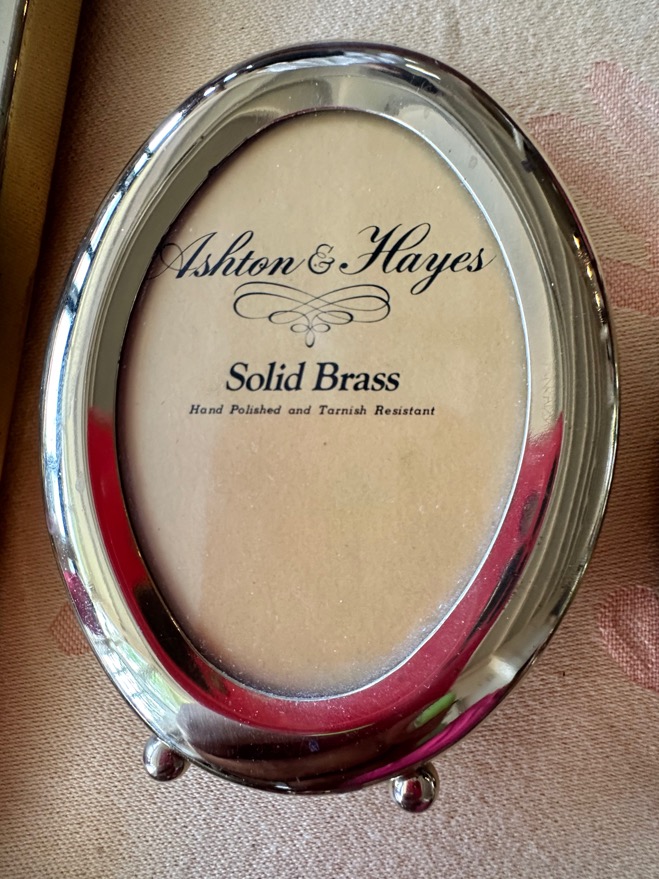 Ashton & Hayes
Solid Brass
Hand Polished and Tarnish Resistant